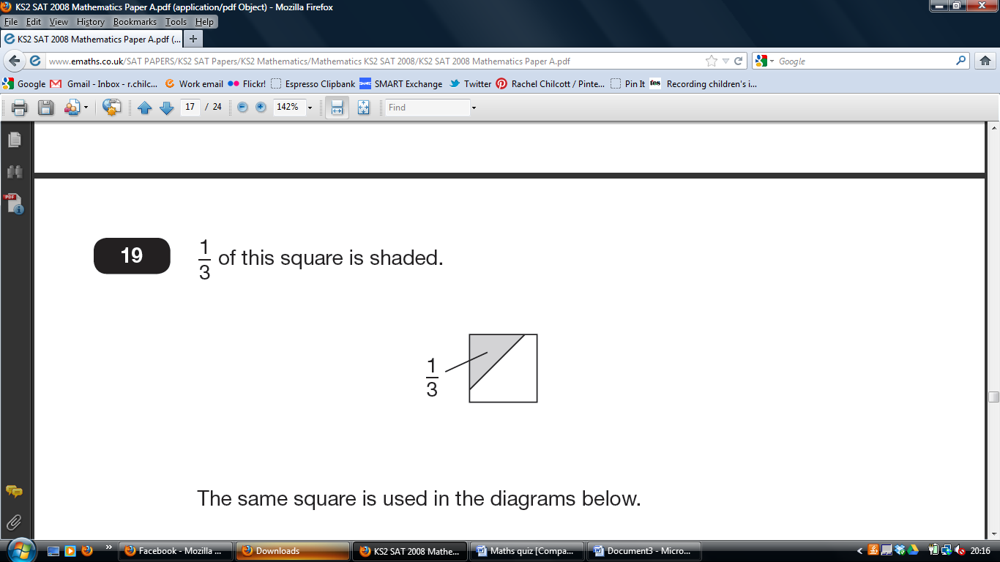 KS2 SAT 2008 Mathematics Paper A.pdf (application/pdf Object) - Mozilla Firefox
File Edit View History Bookmarks Tools Help
KS2 SAT 2008 Mathematics Paper A.pdf (...
www.emaths.co.uk/SAT PAPERS/KS2 SAT Papers/KS2 Mathematics/Mathematics KS2 SAT 2008/KS2 SAT 2008 Mathematics Paper A.pdf
Google
Google Gmail - Inbox - r.chilc... Work email Flickr! Espresso Clipbank SMART Exchange Twitter Rachel Chilcott / Pinte... Pin It tes Recording children's i...
17 / 24 142% Find
PDF
19 1/3 of this square is shaded.
1/3
The same square is used in the diagrams below.
» Facebook - Mozilla ... Downloads KS2 SAT 2008 Mathe... Maths quiz [Compa... Document3 - Micro... < 20:16